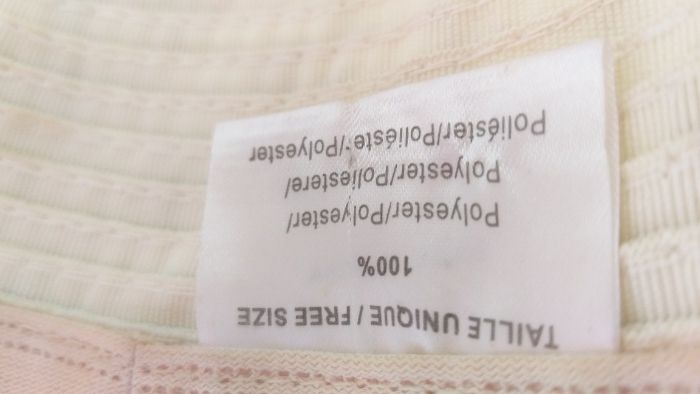 TAILLE UNIQUE / FREE SIZE
100%
Polyester/Polyester/
Polyester/Poliestere/
Poliéster/Poliéste/Polyester